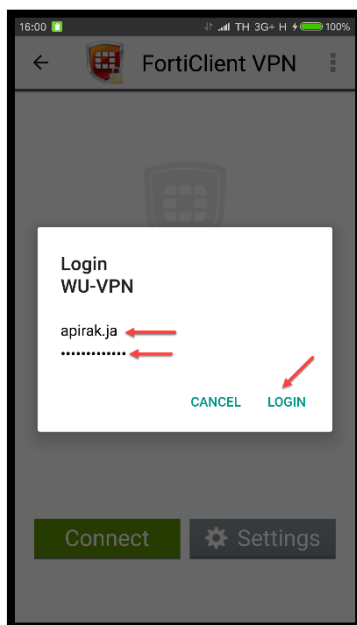 16:00 TH 3G+ H 100%
FortiClient VPN
Login
WU-VPN
apirak.ja
•••••••••••••
CANCEL LOGIN
Connect Settings